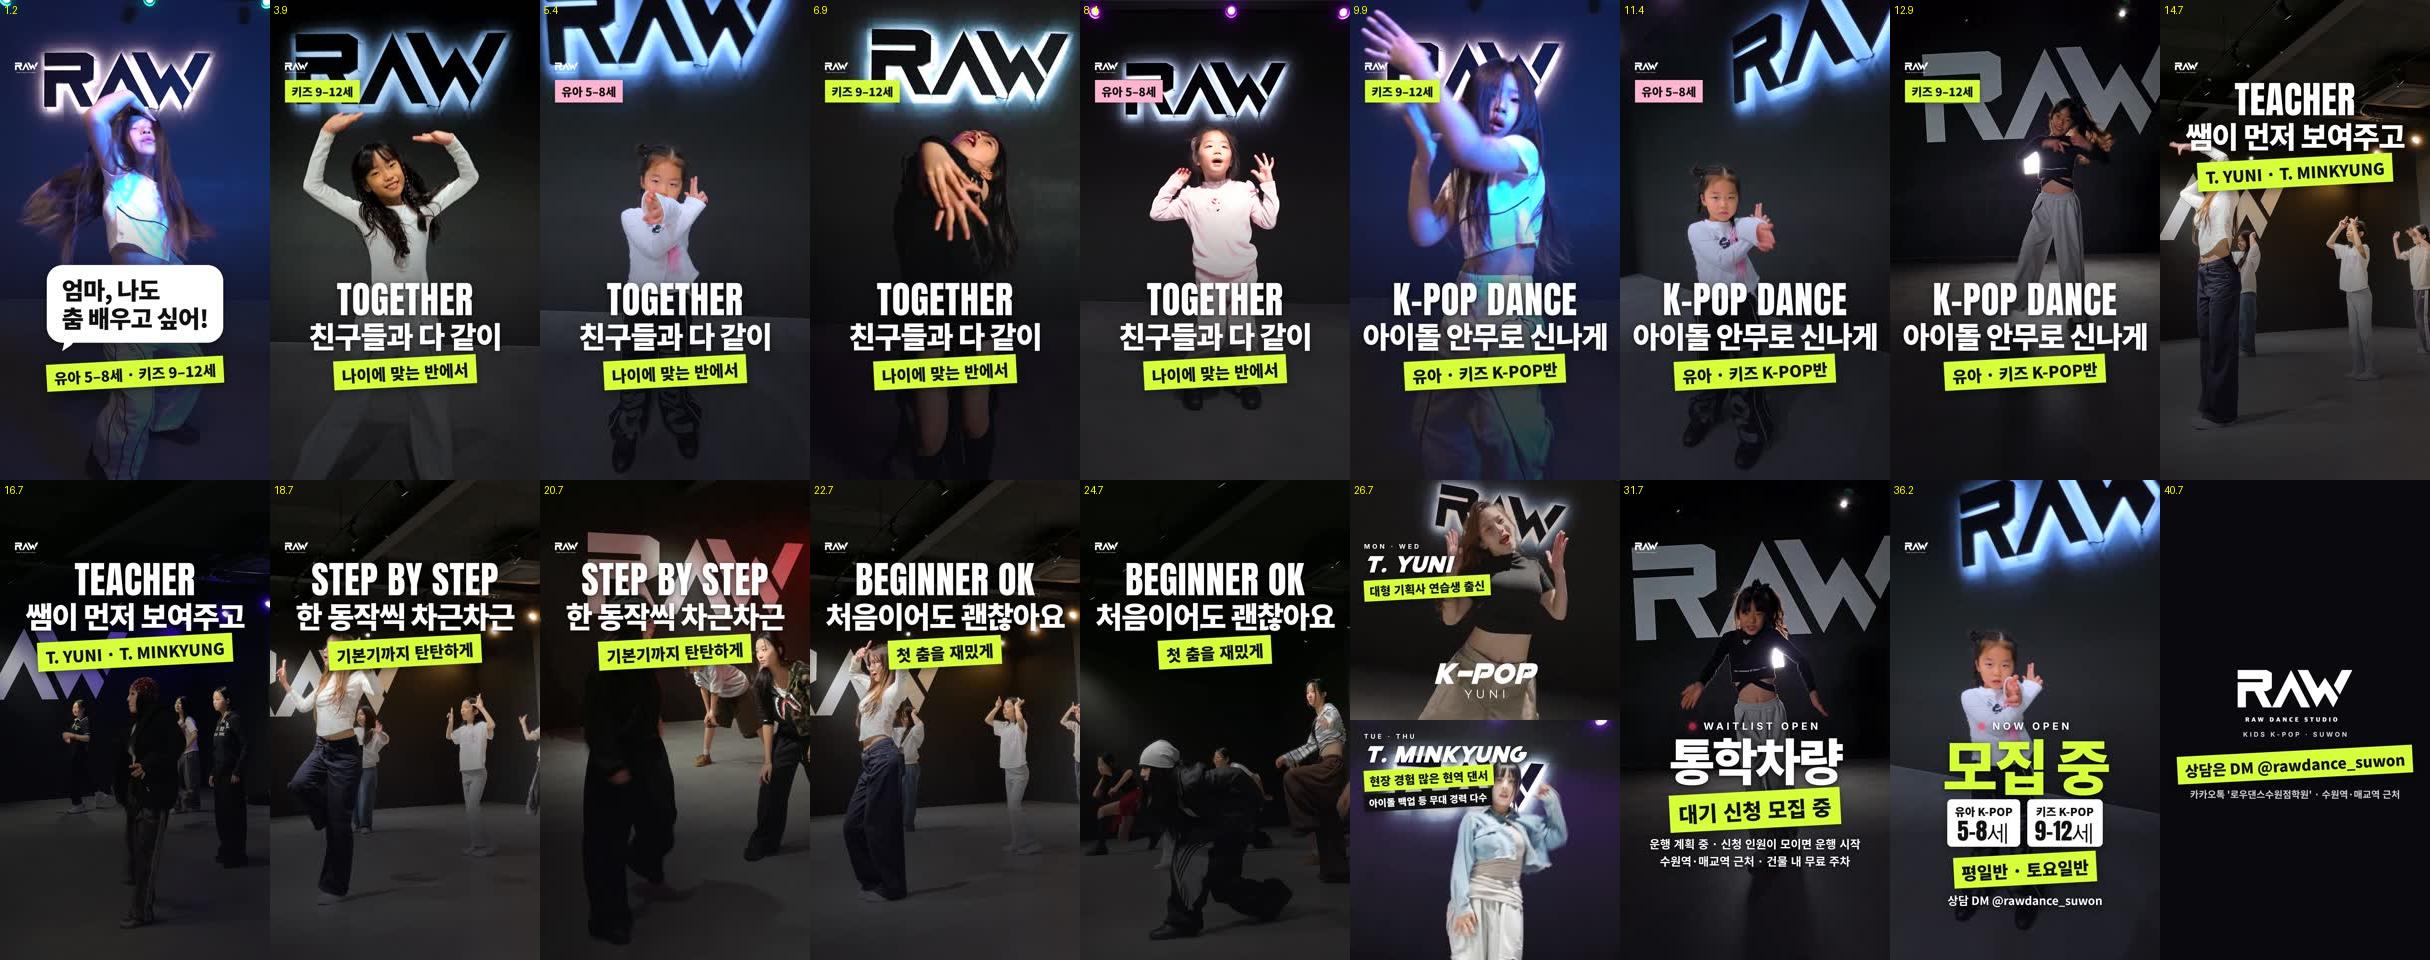 1.2
RAW
RAW
엄마, 나도
춤 배우고 싶어!
유아 5-8세 · 키즈 9-12세
3.9
RAW
RAW
키즈 9-12세
TOGETHER
친구들과 다 같이
나이에 맞는 반에서
5.4
RAW
RAW
유아 5-8세
TOGETHER
친구들과 다 같이
나이에 맞는 반에서
6.9
RAW
RAW
키즈 9-12세
TOGETHER
친구들과 다 같이
나이에 맞는 반에서
RAW
RAW
유아 5-8세
TOGETHER
친구들과 다 같이
나이에 맞는 반에서
9.9
RAW
RAW
키즈 9-12세
K-POP DANCE
아이돌 안무로 신나게
유아 · 키즈 K-POP반
11.4
RAW
RAW
유아 5-8세
K-POP DANCE
아이돌 안무로 신나게
유아 · 키즈 K-POP반
12.9
RAW
RAW
키즈 9-12세
K-POP DANCE
아이돌 안무로 신나게
유아 · 키즈 K-POP반
14.7
RAW
TEACHER
쌤이 먼저 보여주고
T. YUNI · T. MINKYUNG
16.7
RAW
TEACHER
쌤이 먼저 보여주고
T. YUNI · T. MINKYUNG
18.7
RAW
STEP BY STEP
한 동작씩 차근차근
기본기까지 탄탄하게
20.7
RAW
RAW
STEP BY STEP
한 동작씩 차근차근
기본기까지 탄탄하게
22.7
RAW
BEGINNER OK
처음이어도 괜찮아요
첫 춤을 재밌게
24.7
RAW
BEGINNER OK
처음이어도 괜찮아요
첫 춤을 재밌게
26.7
RAW
MON · WED
T. YUNI
대형 기획사 연습생 출신
K-POP
YUNI
TUE · THU
T. MINKYUNG
현장 경험 많은 현역 댄서
아이돌 백업 등 무대 경력 다수
31.7
RAW
RAW
WAITLIST OPEN
통학차량
대기 신청 모집 중
운행 계획 중 · 신청 인원이 모이면 운행 시작
수원역·매교역 근처 · 건물 내 무료 주차
36.2
RAW
RAW
NOW OPEN
모집 중
유아 K-POP
5-8세
키즈 K-POP
9-12세
평일반 · 토요일반
상담 DM @rawdance_suwon
40.7
RAW
RAW DANCE STUDIO
KIDS K-POP · SUWON
상담은 DM @rawdance_suwon
카카오톡 '로우댄스수원점학원' · 수원역·매교역 근처